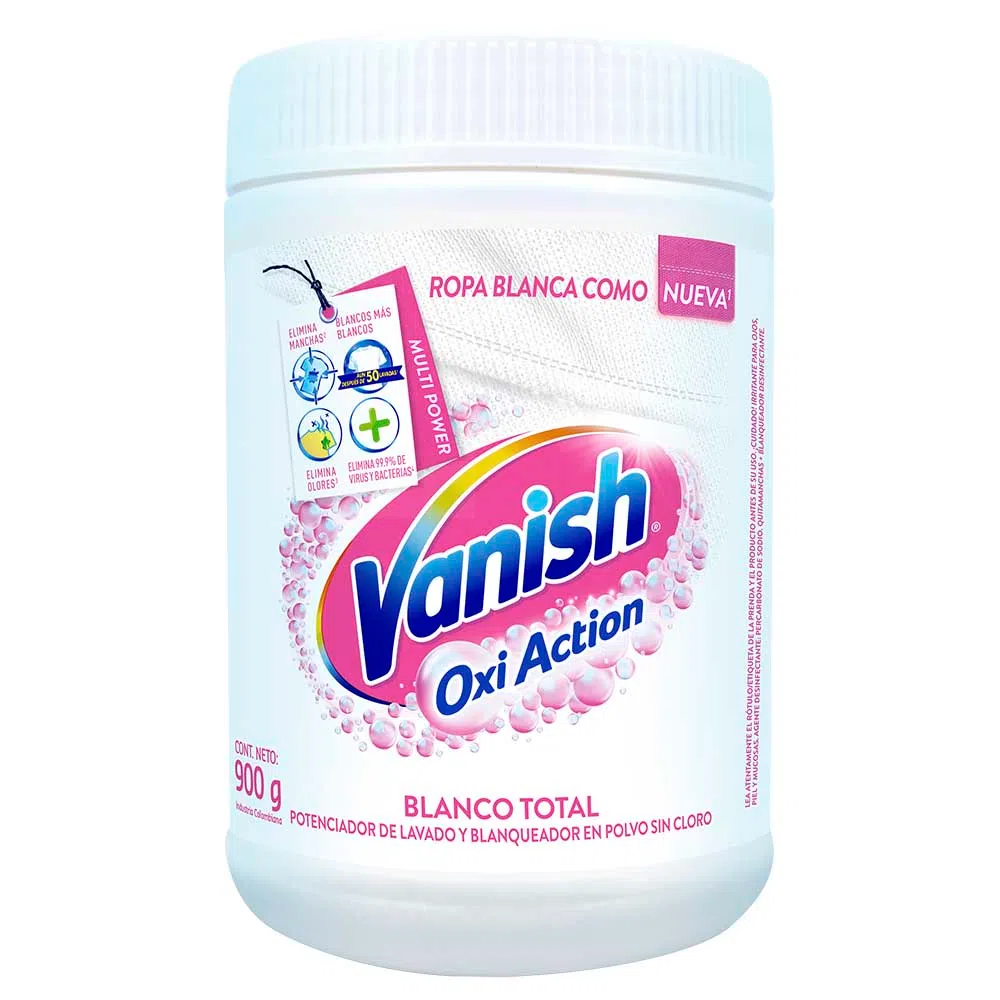 ROPA BLANCA COMO
NUEVA¹
ELIMINA
MANCHAS²
BLANCOS MÁS
BLANCOS
AUN
DESPUÉS DE 50 LAVADAS¹
MULTI POWER
ELIMINA
OLORES³
ELIMINA 99.9% DE
VIRUS Y BACTERIAS⁴
Vanish®
Oxi Action
CONT. NETO:
900 g
Industria Colombiana
BLANCO TOTAL
POTENCIADOR DE LAVADO Y BLANQUEADOR EN POLVO SIN CLORO
LEA ATENTAMENTE EL RÓTULO/ETIQUETA DE LA PRENDA Y EL PRODUCTO ANTES DE SU USO. ¡CUIDADO! IRRITANTE PARA OJOS,
PIEL Y MUCOSAS. AGENTE DESINFECTANTE: PERCARBONATO DE SODIO. QUITAMANCHAS + BLANQUEADOR DESINFECTANTE.